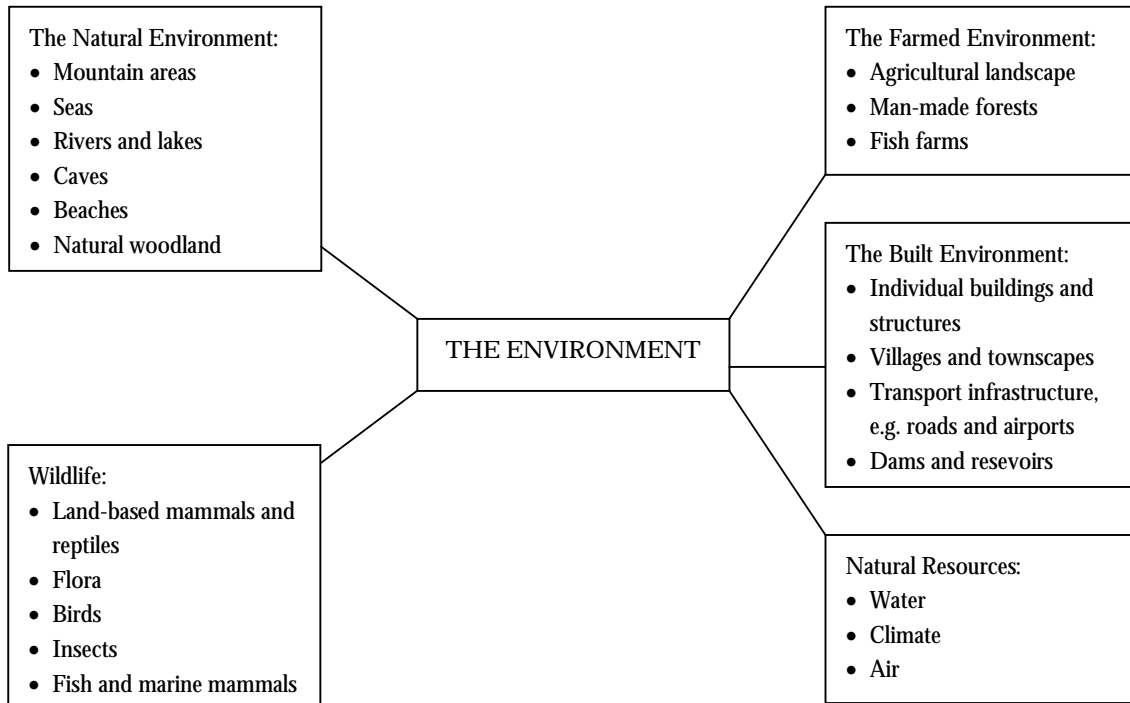 The Natural Environment:
• Mountain areas
• Seas
• Rivers and lakes
• Caves
• Beaches
• Natural woodland
The Farmed Environment:
• Agricultural landscape
• Man-made forests
• Fish farms
The Built Environment:
• Individual buildings and
structures
• Villages and townscapes
• Transport infrastructure,
e.g. roads and airports
• Dams and resevoirs
THE ENVIRONMENT
Wildlife:
• Land-based mammals and
reptiles
• Flora
• Birds
• Insects
• Fish and marine mammals
Natural Resources:
• Water
• Climate
• Air